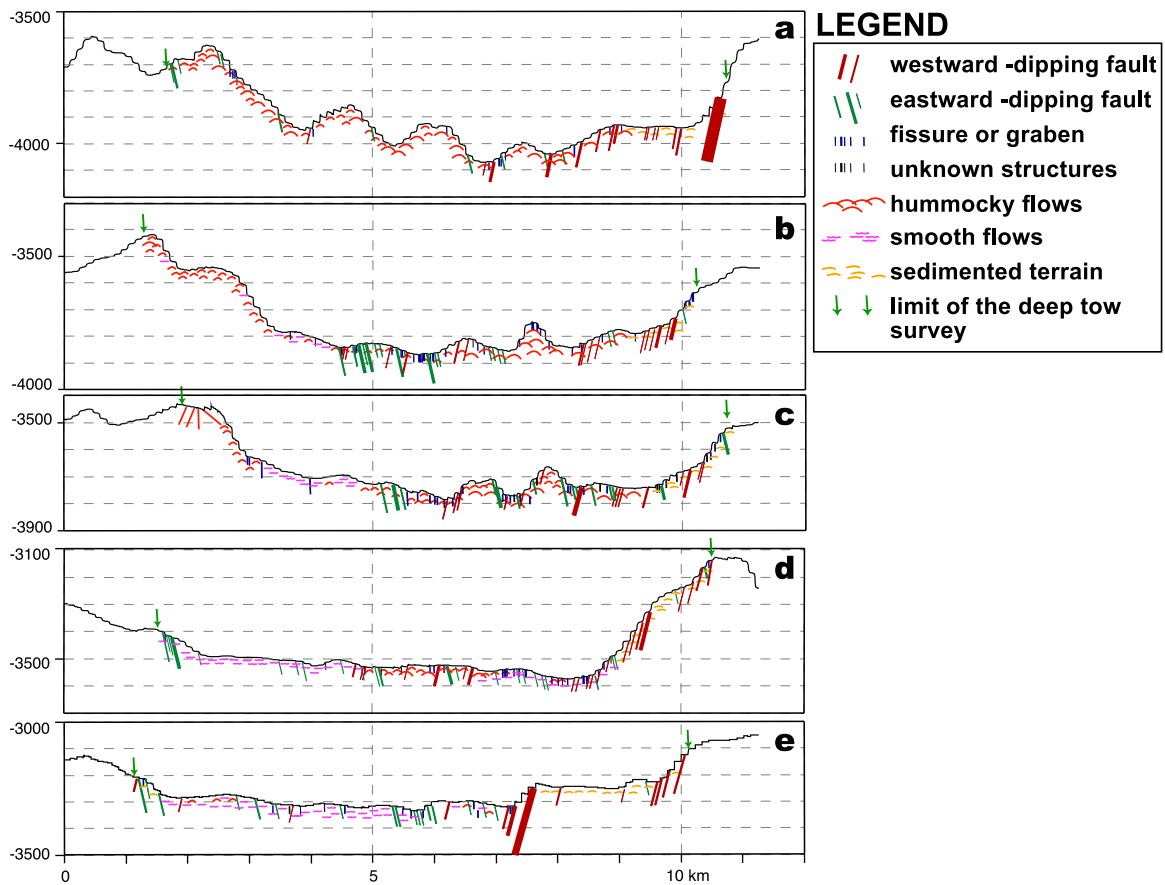 -3500
a
-4000
LEGEND
westward -dipping fault
eastward -dipping fault
fissure or graben
unknown structures
hummocky flows
smooth flows
sedimented terrain
limit of the deep tow
survey
b
-3500
-4000
c
-3500
-3900
-3100
d
-3500
-3000
e
-3500
0
5
10 km